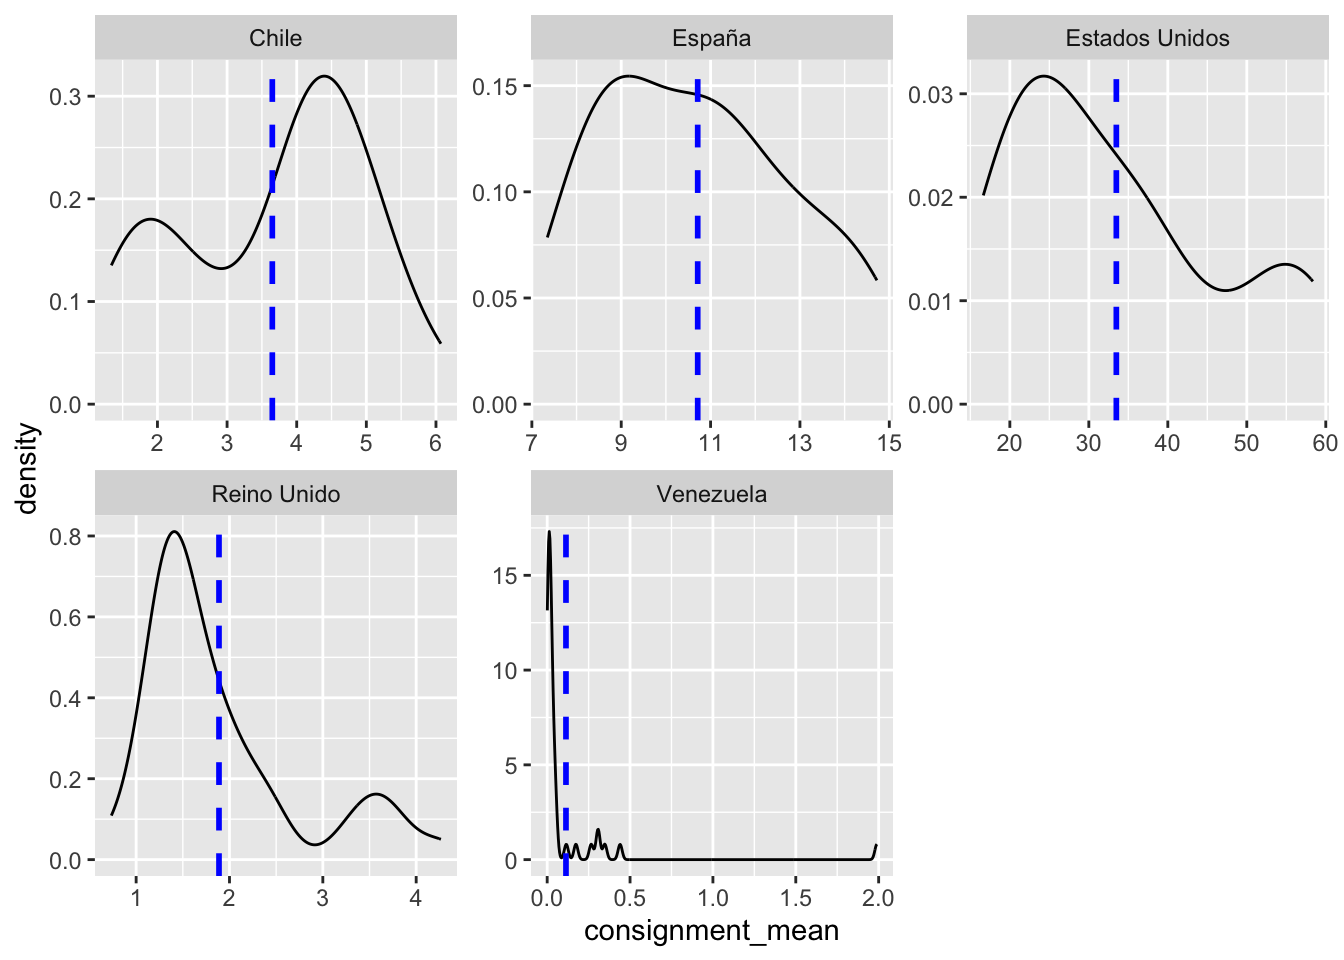 Chile
España
Estados Unidos
0.3
0.2
0.1
0.0
0.15
0.10
0.05
0.00
0.03
0.02
0.01
0.00
2 3 4 5 6
7 9 11 13 15
20 30 40 50 60
density
Reino Unido
Venezuela
0.8
0.6
0.4
0.2
0.0
15
10
5
0
1 2 3 4
0.0 0.5 1.0 1.5 2.0
consignment_mean